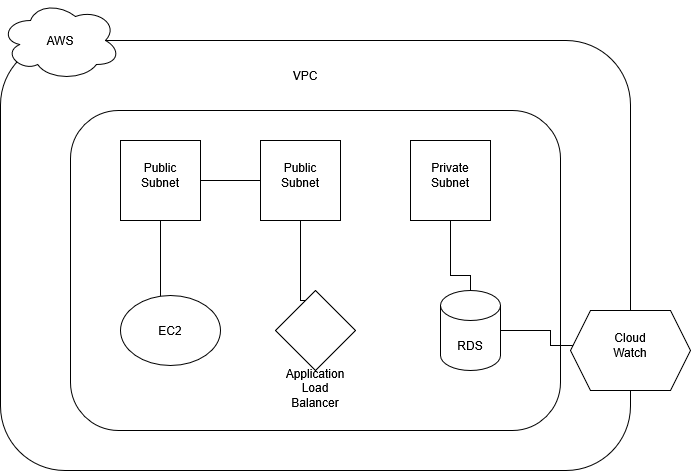 AWS
VPC
Public
Subnet
Public
Subnet
Private
Subnet
EC2
Application
Load
Balancer
RDS
Cloud
Watch